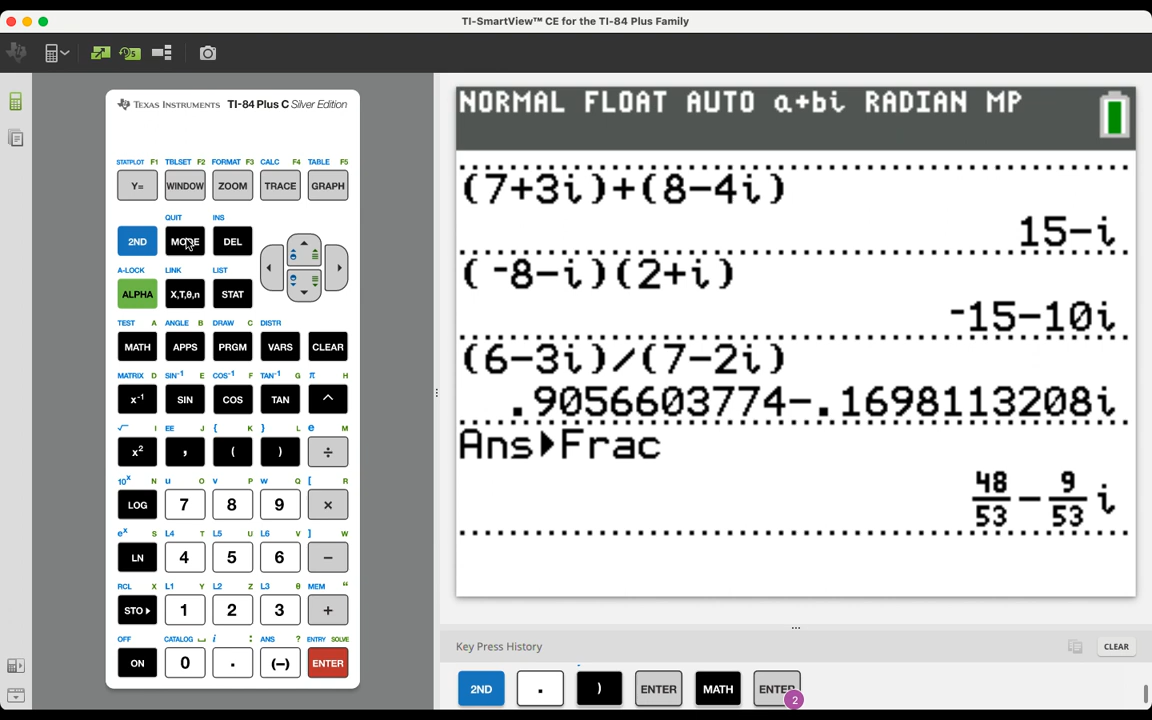 TI-SmartView™ CE for the TI-84 Plus Family
TEXAS INSTRUMENTS TI-84 Plus C Silver Edition
STATPLOT F1 TBLSET F2 FORMAT F3 CALC F4 TABLE F5
Y= WINDOW ZOOM TRACE GRAPH
QUIT INS
2ND MODE DEL
A-LOCK LINK LIST
ALPHA X,T,θ,n STAT
TEST A ANGLE B DRAW C DISTR
MATH APPS PRGM VARS CLEAR
MATRIX D SIN⁻¹ E COS⁻¹ F TAN⁻¹ G π H
x⁻¹ SIN COS TAN ^
√ I EE J { K } L e M
x² , ( ) ÷
10ˣ N u O v P w Q [ R
LOG 7 8 9 ×
eˣ S L4 T L5 U L6 V ] W
LN 4 5 6 −
RCL X L1 Y L2 Z L3 θ MEM "
STO▸ 1 2 3 +
OFF CATALOG ⎵ i : ANS ? ENTRY SOLVE
ON 0 . (−) ENTER
NORMAL FLOAT AUTO a+bi RADIAN MP
(7+3i)+(8-4i)
15-i
(⁻8-i)(2+i)
⁻15-10i
(6-3i)/(7-2i)
.9056603774-.1698113208i
Ans▸Frac
48/53 - 9/53 i
Key Press History
CLEAR
2ND . ) ENTER MATH ENTER 2